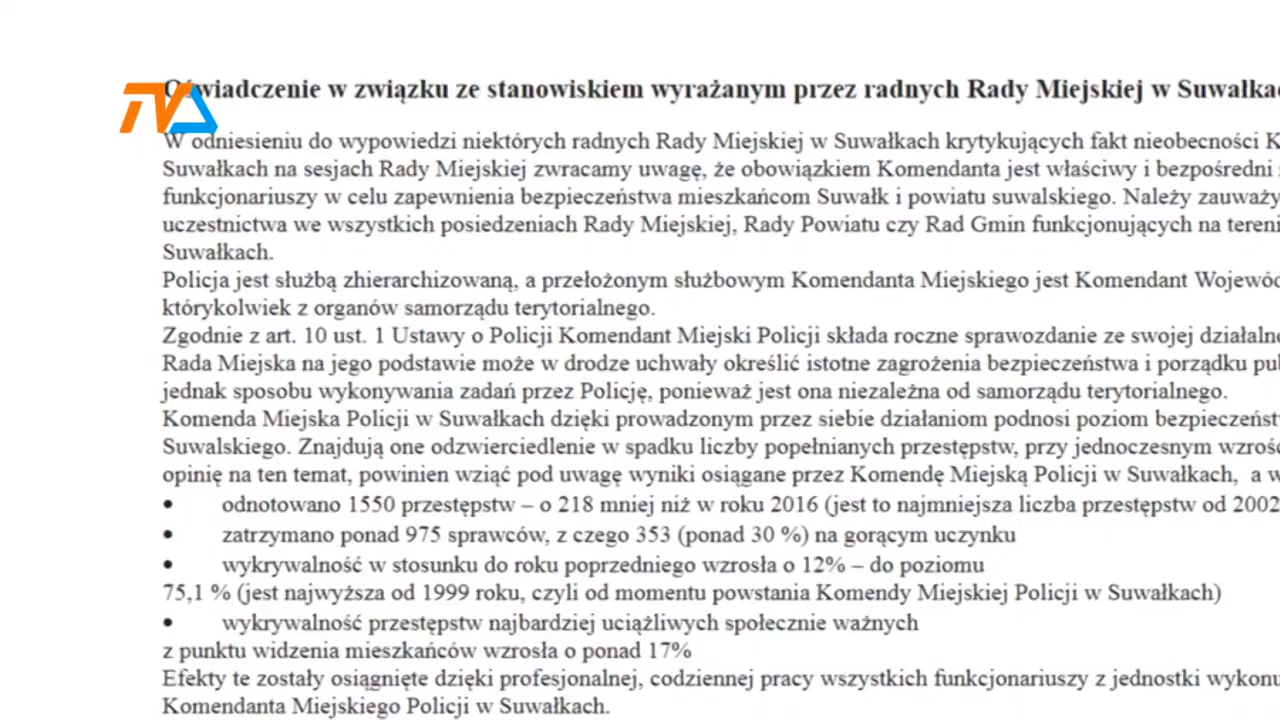 TVA
Oświadczenie w związku ze stanowiskiem wyrażanym przez radnych Rady Miejskiej w
W odniesieniu do wypowiedzi niektórych radnych Rady Miejskiej w Suwałkach krytykujących fakt nieobecności K
Suwałkach na sesjach Rady Miejskiej zwracamy uwagę, że obowiązkiem Komendanta jest właściwy i bezpośredni
funkcjonariuszy w celu zapewnienia bezpieczeństwa mieszkańcom Suwałk i powiatu suwalskiego. Należy zauważy
uczestnictwa we wszystkich posiedzeniach Rady Miejskiej, Rady Powiatu czy Rad Gmin funkcjonujących na tereni
Suwałkach.
Policja jest służbą zhierarchizowaną, a przełożonym służbowym Komendanta Miejskiego jest Komendant Wojewód
którykolwiek z organów samorządu terytorialnego.
Zgodnie z art. 10 ust. 1 Ustawy o Policji Komendant Miejski Policji składa roczne sprawozdanie ze swojej działalno
Rada Miejska na jego podstawie może w drodze uchwały określić istotne zagrożenia bezpieczeństwa i porządku pub
jednak sposobu wykonywania zadań przez Policję, ponieważ jest ona niezależna od samorządu terytorialnego.
Komenda Miejska Policji w Suwałkach dzięki prowadzonym przez siebie działaniom podnosi poziom bezpieczeńst
Suwalskiego. Znajdują one odzwierciedlenie w spadku liczby popełnianych przestępstw, przy jednoczesnym wzrośc
opinię na ten temat, powinien wziąć pod uwagę wyniki osiągane przez Komendę Miejską Policji w Suwałkach, a w
• odnotowano 1550 przestępstw – o 218 mniej niż w roku 2016 (jest to najmniejsza liczba przestępstw od 2002
• zatrzymano ponad 975 sprawców, z czego 353 (ponad 30 %) na gorącym uczynku
• wykrywalność w stosunku do roku poprzedniego wzrosła o 12% – do poziomu
75,1 % (jest najwyższa od 1999 roku, czyli od momentu powstania Komendy Miejskiej Policji w Suwałkach)
• wykrywalność przestępstw najbardziej uciążliwych społecznie ważnych
z punktu widzenia mieszkańców wzrosła o ponad 17%
Efekty te zostały osiągnięte dzięki profesjonalnej, codziennej pracy wszystkich funkcjonariuszy z jednostki wykonu
Komendanta Miejskiego Policji w Suwałkach.